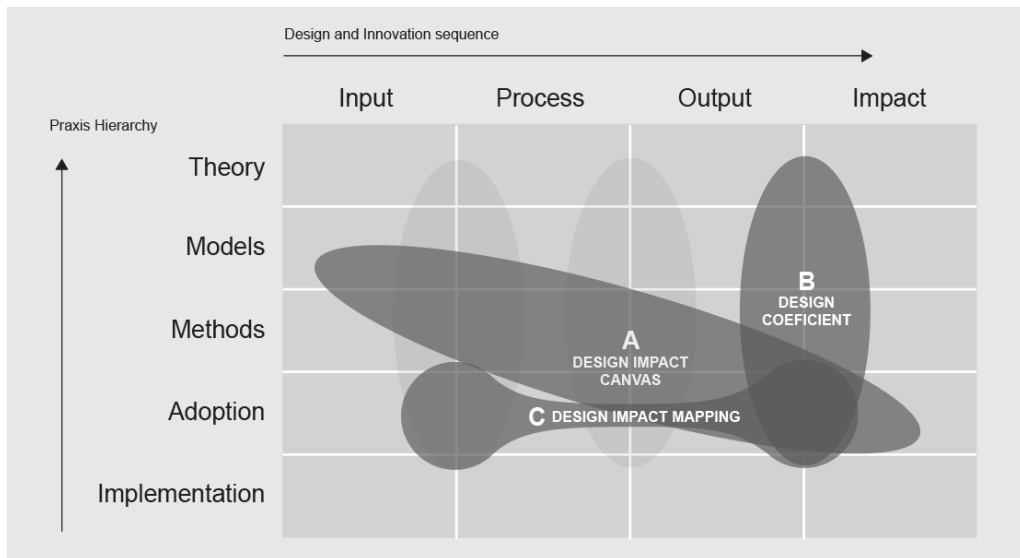 Design and Innovation sequence
Input Process Output Impact
Praxis Hierarchy
Theory
Models
Methods
Adoption
Implementation
B
DESIGN
COEFICIENT
A
DESIGN IMPACT
CANVAS
C DESIGN IMPACT MAPPING